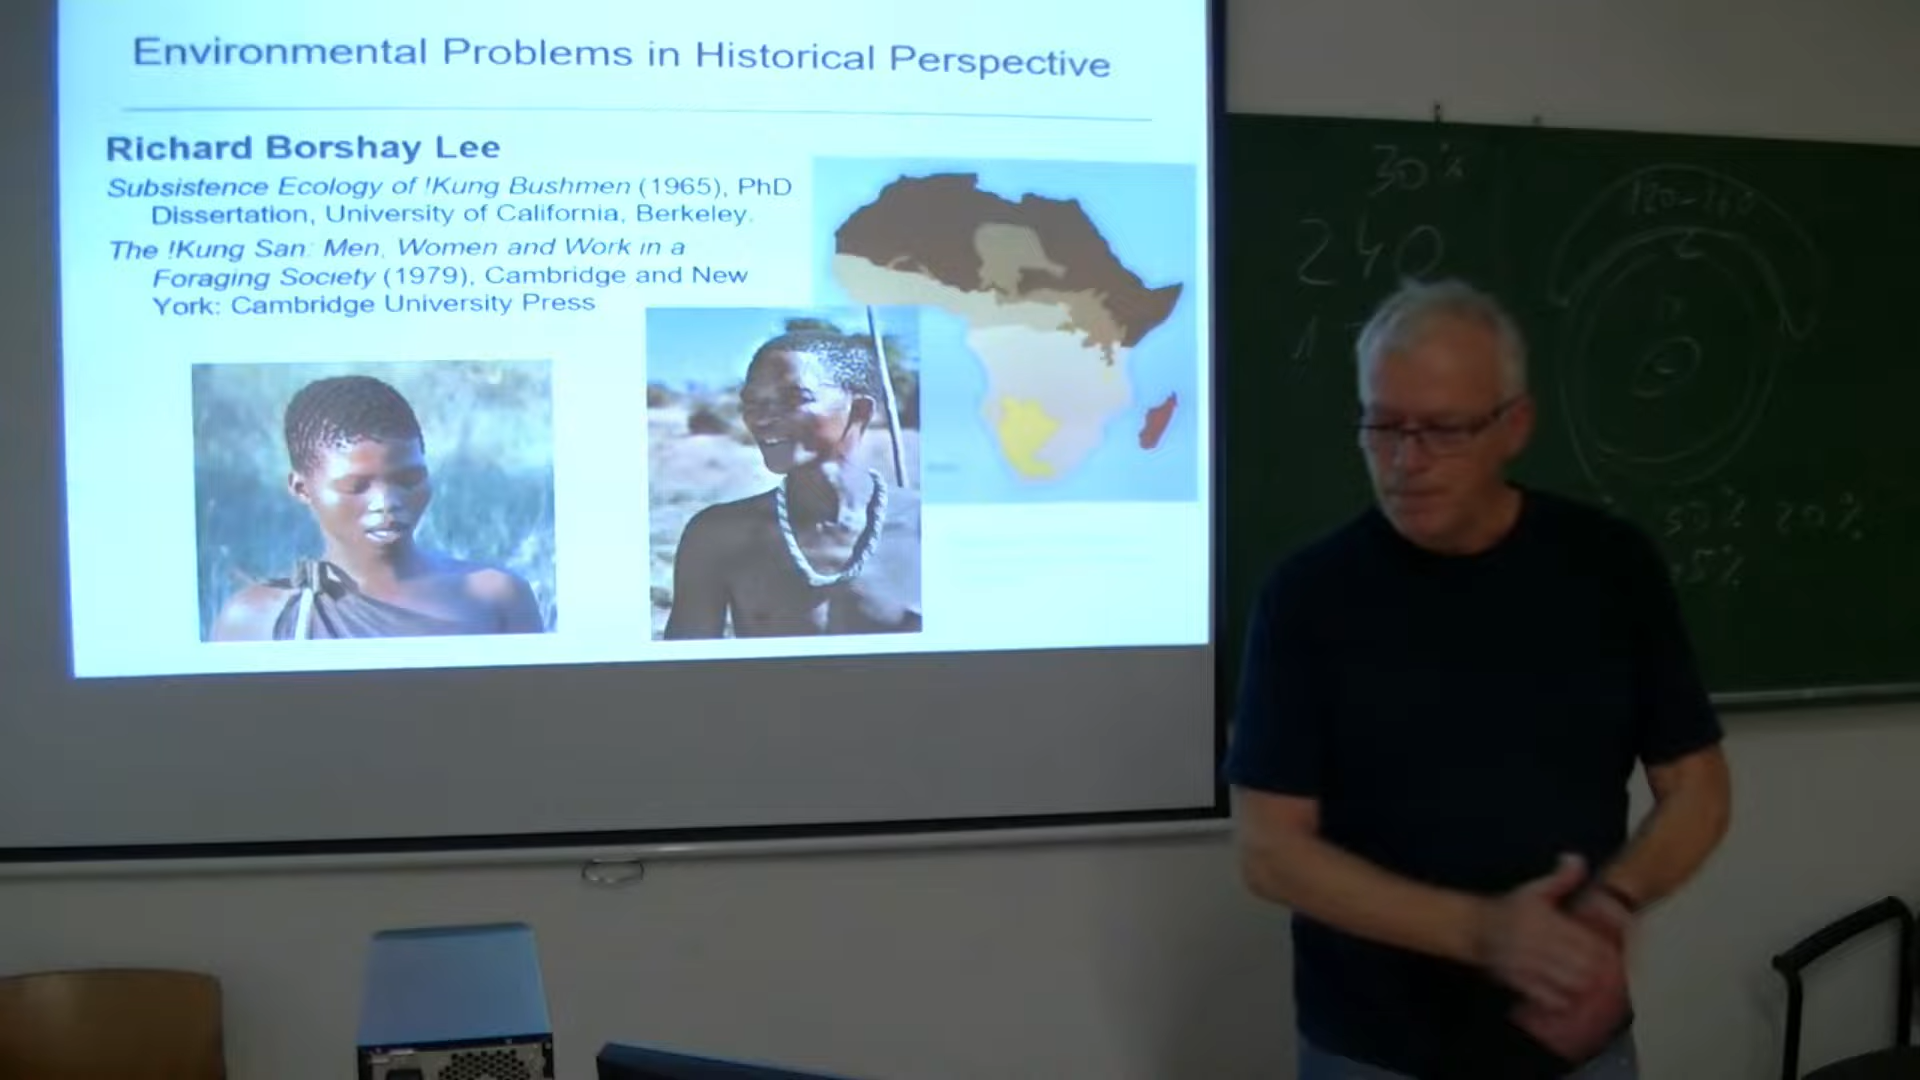 Environmental Problems in Historical Perspective
Richard Borshay Lee
Subsistence Ecology of !Kung Bushmen (1965), PhD
Dissertation, University of California, Berkeley.
The !Kung San: Men, Women and Work in a
Foraging Society (1979), Cambridge and New
York: Cambridge University Press
30%
240
50% 20%